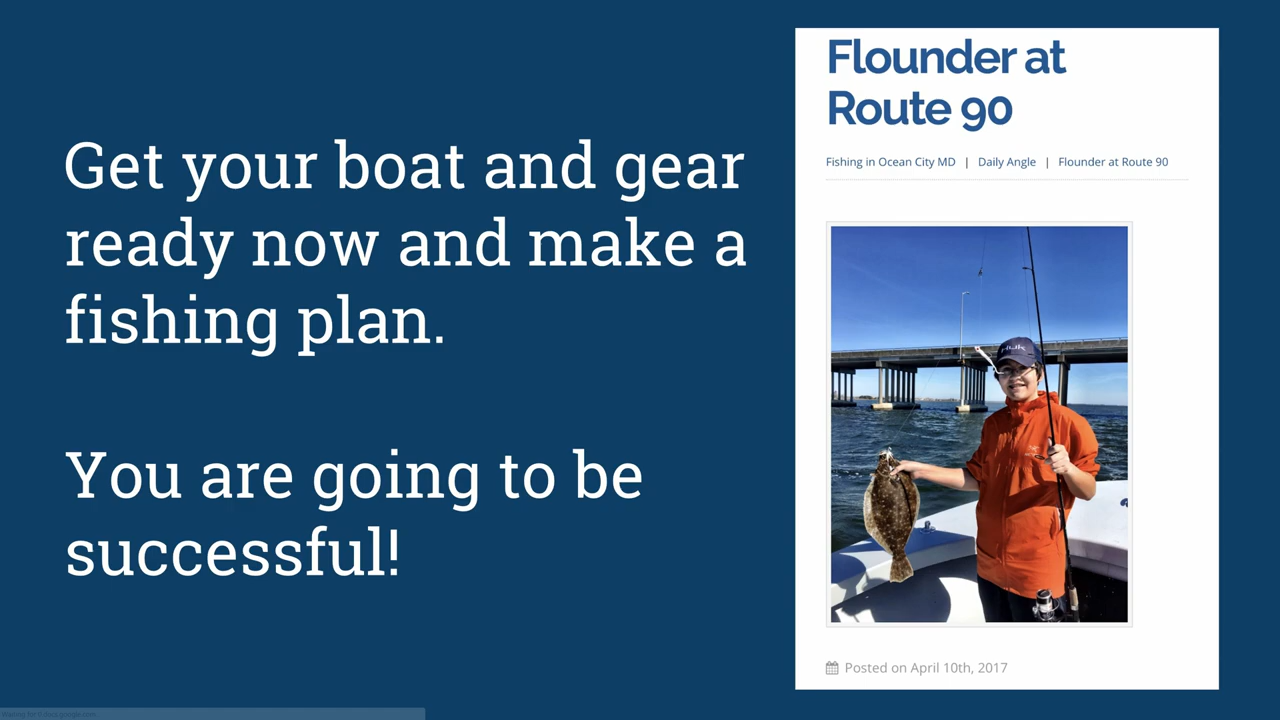 Get your boat and gear
ready now and make a
fishing plan.
You are going to be
successful!
Flounder at
Route 90
Fishing in Ocean City MD | Daily Angle | Flounder at Route 90
HUK
Posted on April 10th, 2017